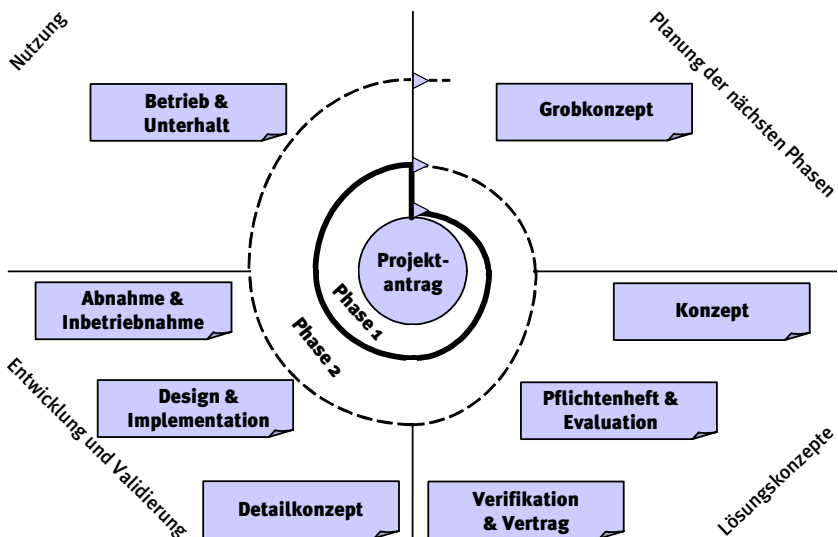 Nutzung
Planung der nächsten Phasen
Betrieb &
Unterhalt
Grobkonzept
Projekt-
antrag
Phase 1
Phase 2
Abnahme &
Inbetriebnahme
Konzept
Design &
Implementation
Pflichtenheft &
Evaluation
Entwicklung und Validierung
Lösungskonzepte
Detailkonzept
Verifikation
& Vertrag